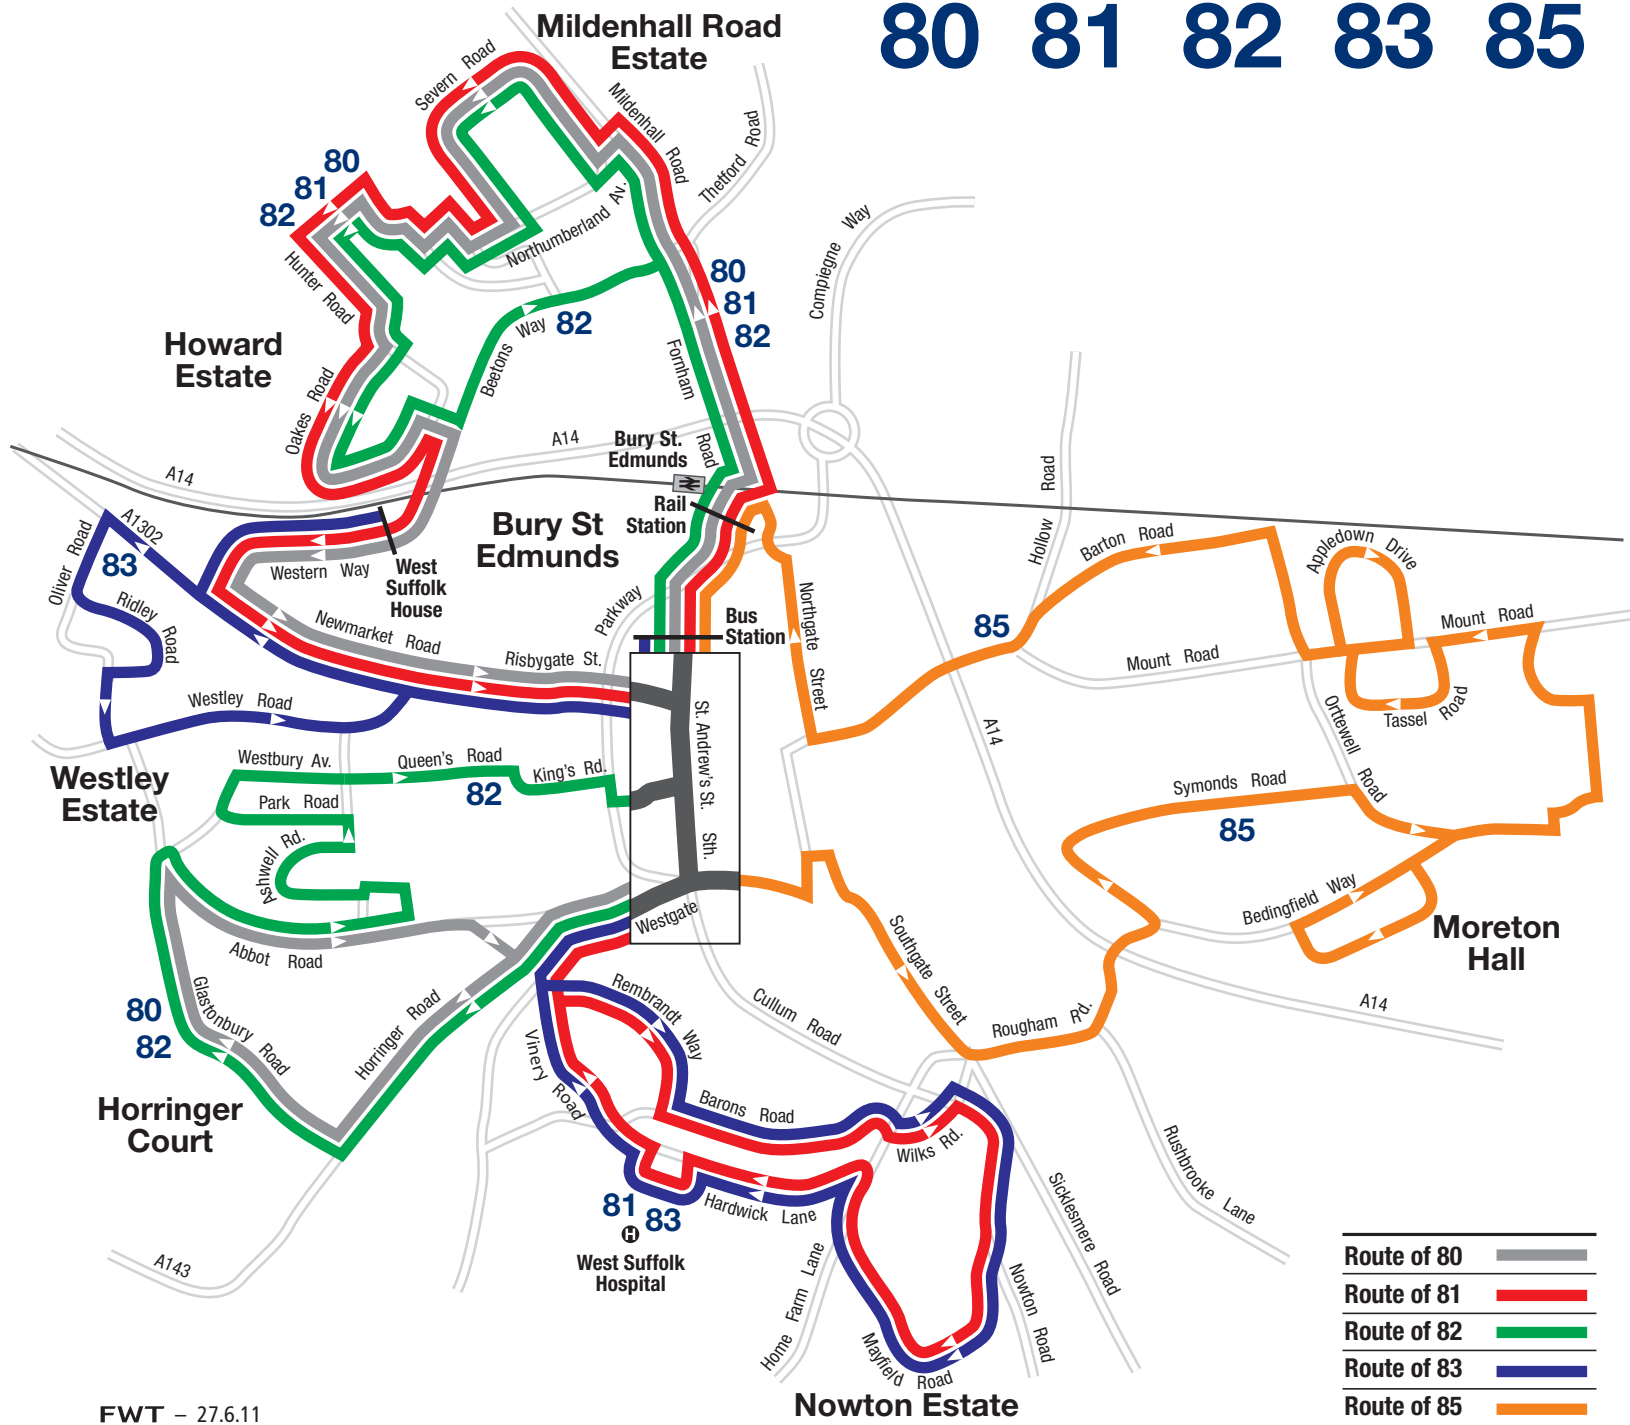 80 81 82 83 85
Mildenhall Road
Estate
Severn Road
Mildenhall Road
Thetford Road
80
81
82
Northumberland Av.
Compiegne Way
Hunter Road
80
81
82
Beetons Way
82
Howard
Estate
Fornham Road
Oakes Road
A14
A14
Bury St.
Edmunds
Rail
Station
Hollow Road
Bury St
Edmunds
A1302
Oliver Road
83
Western Way
West
Suffolk
House
Barton Road
Appledown Drive
Ridley Road
Newmarket Road
Parkway
Bus
Station
Northgate Street
85
Mount Road
Mount Road
Risbygate St.
Westley Road
St. Andrew's St. Sth.
A14
Orttewell Road
Tassel Road
Westley
Estate
Westbury Av.
Queen's Road
King's Rd.
82
Park Road
Symonds Road
85
Ashwell Rd.
Westgate
Bedingfield Way
Moreton
Hall
Abbot Road
Southgate Street
Glastonbury Road
Horringer Road
80
82
Rembrandt Way
Cullum Road
Rougham Rd.
A14
Vinery Road
Horringer
Court
Barons Road
Wilks Rd.
Rushbrooke Lane
Sicklesmere Road
81
83
Hardwick Lane
H
West Suffolk
Hospital
A143
Home Farm Lane
Nowton Road
Mayfield Road
Nowton Estate
Route of 80
Route of 81
Route of 82
Route of 83
Route of 85
FWT – 27.6.11